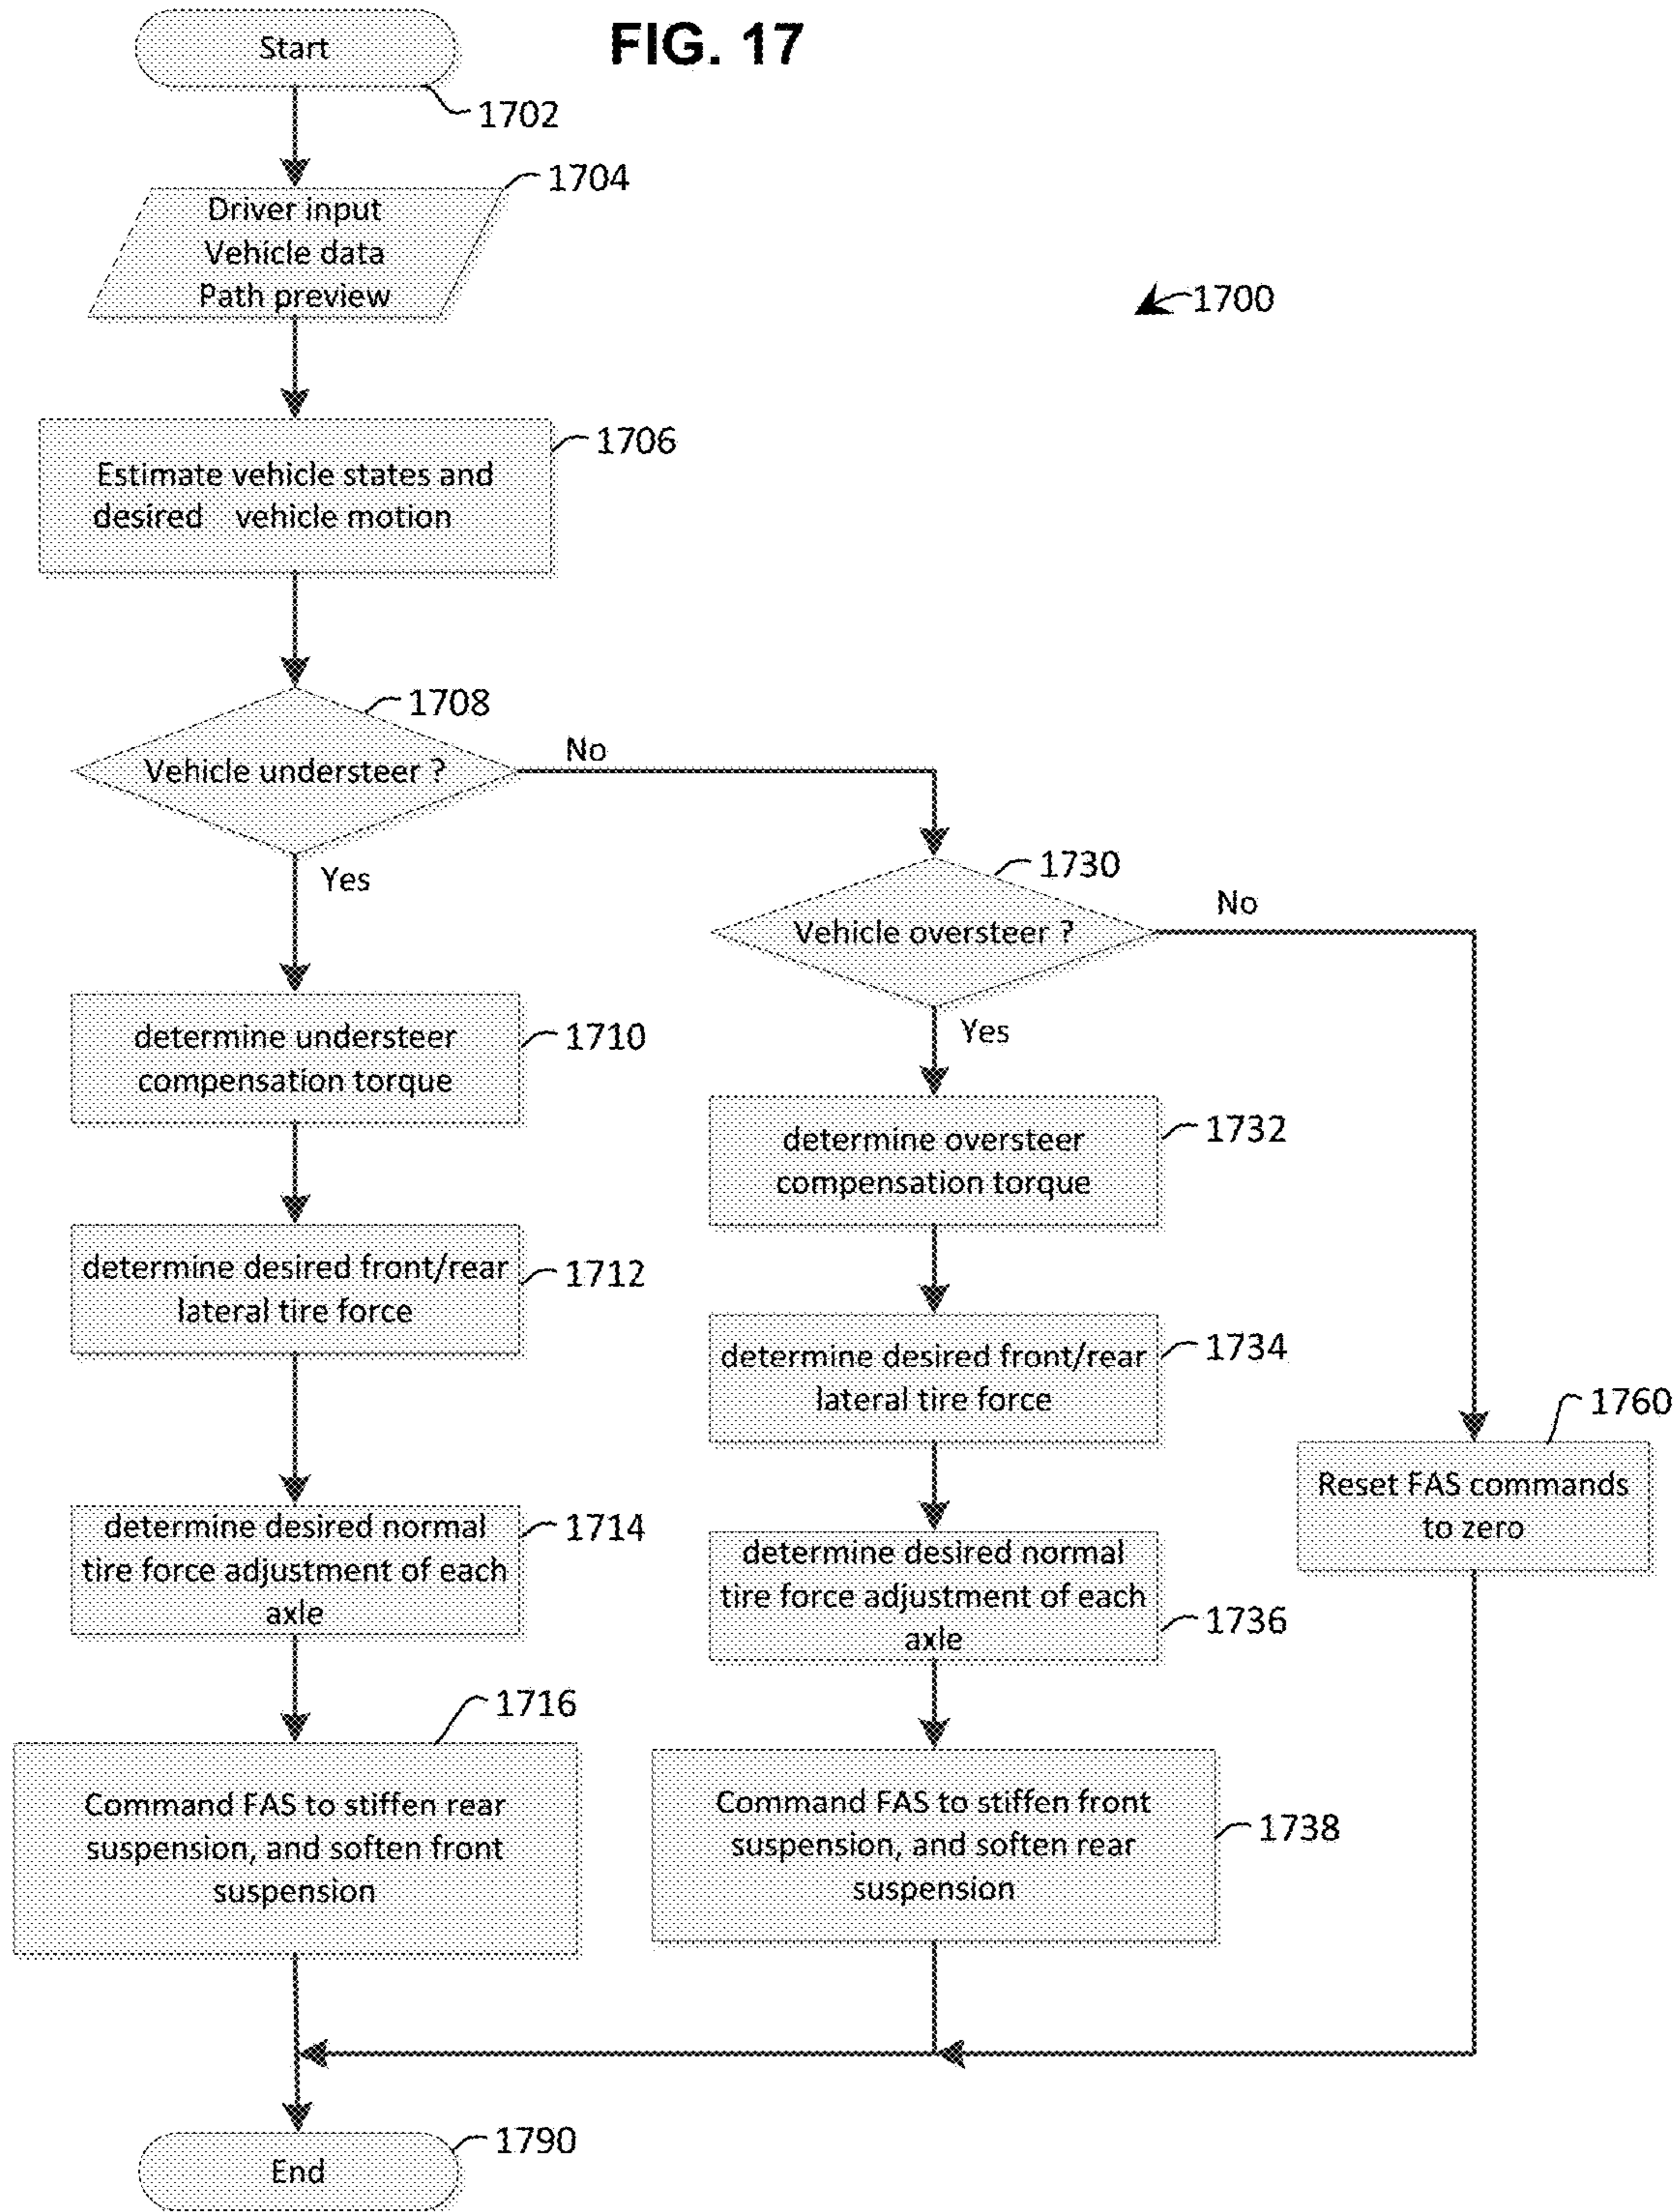 FIG. 17
Start
1702
1704
Driver input
Vehicle data
Path preview
1700
1706
Estimate vehicle states and
desired vehicle motion
1708
Vehicle understeer ?
No
Yes
1730
Vehicle oversteer ?
No
Yes
determine understeer
compensation torque
1710
determine oversteer
compensation torque
1732
determine desired front/rear
lateral tire force
1712
determine desired front/rear
lateral tire force
1734
1760
Reset FAS commands
to zero
determine desired normal
tire force adjustment of each
axle
1714
determine desired normal
tire force adjustment of each
axle
1736
1716
Command FAS to stiffen rear
suspension, and soften front
suspension
Command FAS to stiffen front
suspension, and soften rear
suspension
1738
1790
End